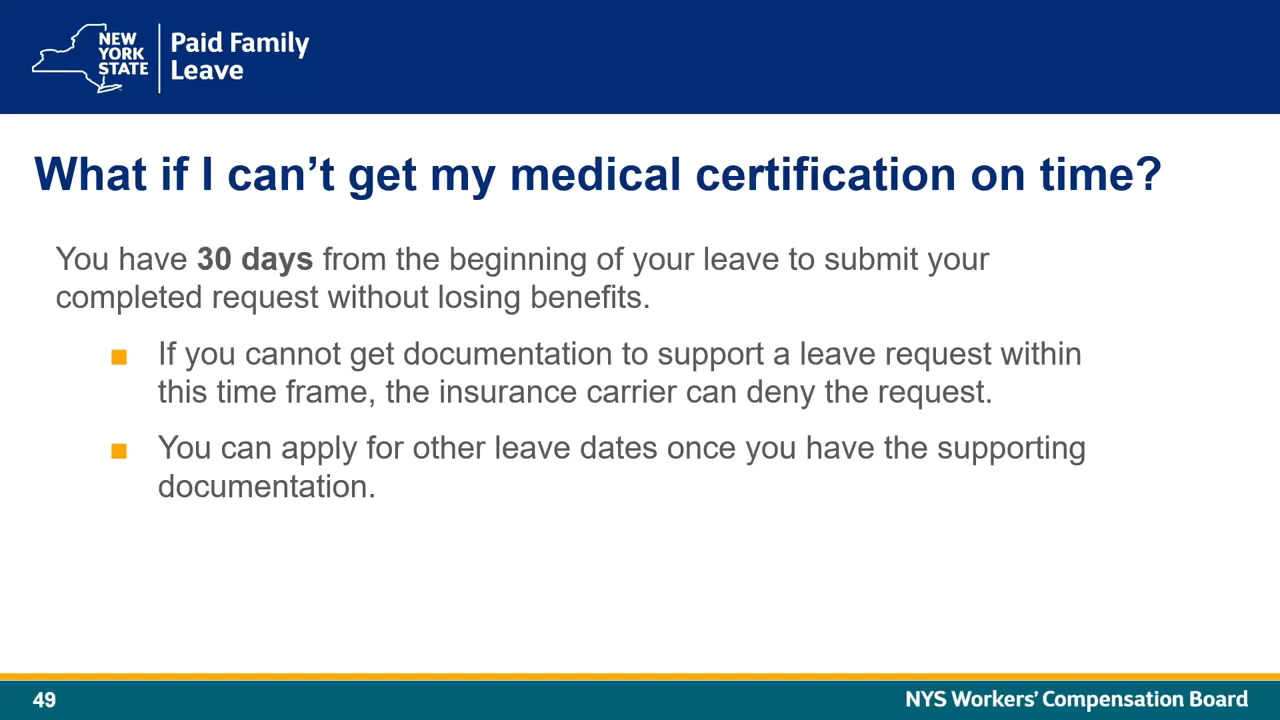 NEW
YORK
STATE
Paid Family
Leave
What if I can’t get my medical certification on time?
You have 30 days from the beginning of your leave to submit your
completed request without losing benefits.
■ If you cannot get documentation to support a leave request within
this time frame, the insurance carrier can deny the request.
■ You can apply for other leave dates once you have the supporting
documentation.
49
NYS Workers’ Compensation Board